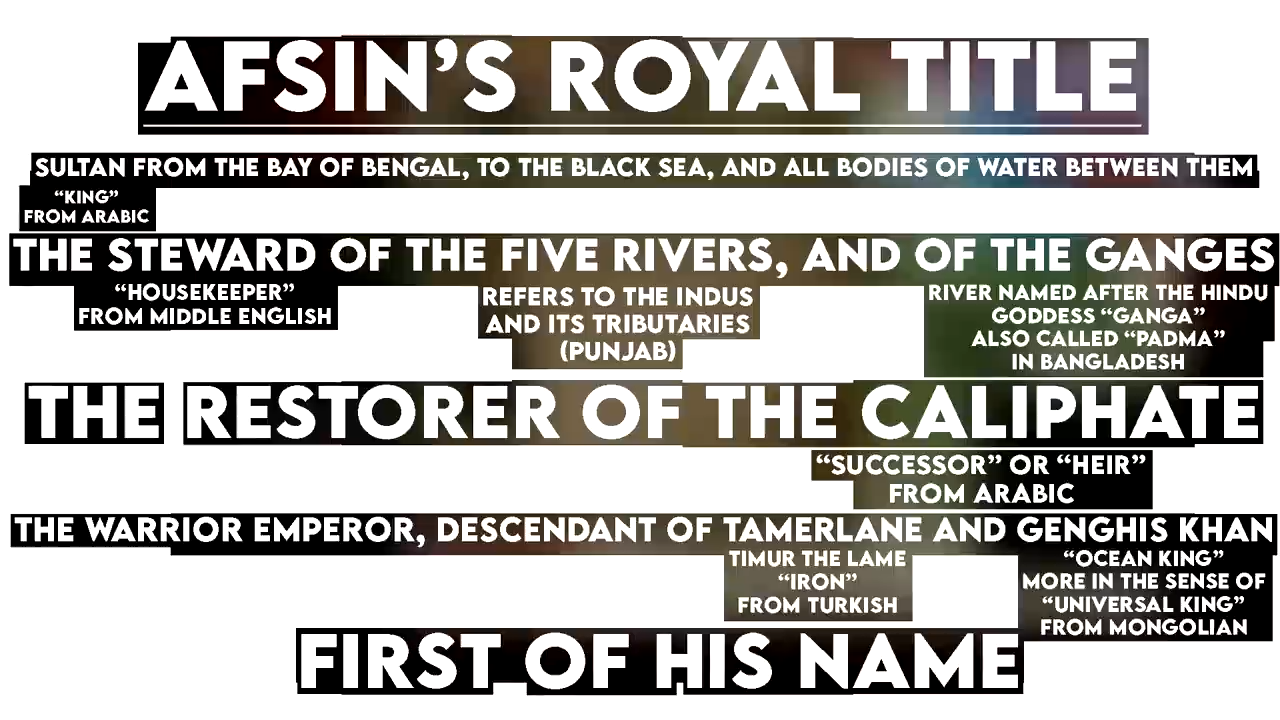 AFSIN'S ROYAL TITLE
SULTAN FROM THE BAY OF BENGAL, TO THE BLACK SEA, AND ALL BODIES OF WATER BETWEEN THEM
"KING"
FROM ARABIC
THE STEWARD OF THE FIVE RIVERS, AND OF THE GANGES
"HOUSEKEEPER"
FROM MIDDLE ENGLISH
REFERS TO THE INDUS
AND ITS TRIBUTARIES
(PUNJAB)
RIVER NAMED AFTER THE HINDU
GODDESS "GANGA"
ALSO CALLED "PADMA"
IN BANGLADESH
THE RESTORER OF THE CALIPHATE
"SUCCESSOR" OR "HEIR"
FROM ARABIC
THE WARRIOR EMPEROR, DESCENDANT OF TAMERLANE AND GENGHIS KHAN
TIMUR THE LAME
"IRON"
FROM TURKISH
"OCEAN KING"
MORE IN THE SENSE OF
"UNIVERSAL KING"
FROM MONGOLIAN
FIRST OF HIS NAME